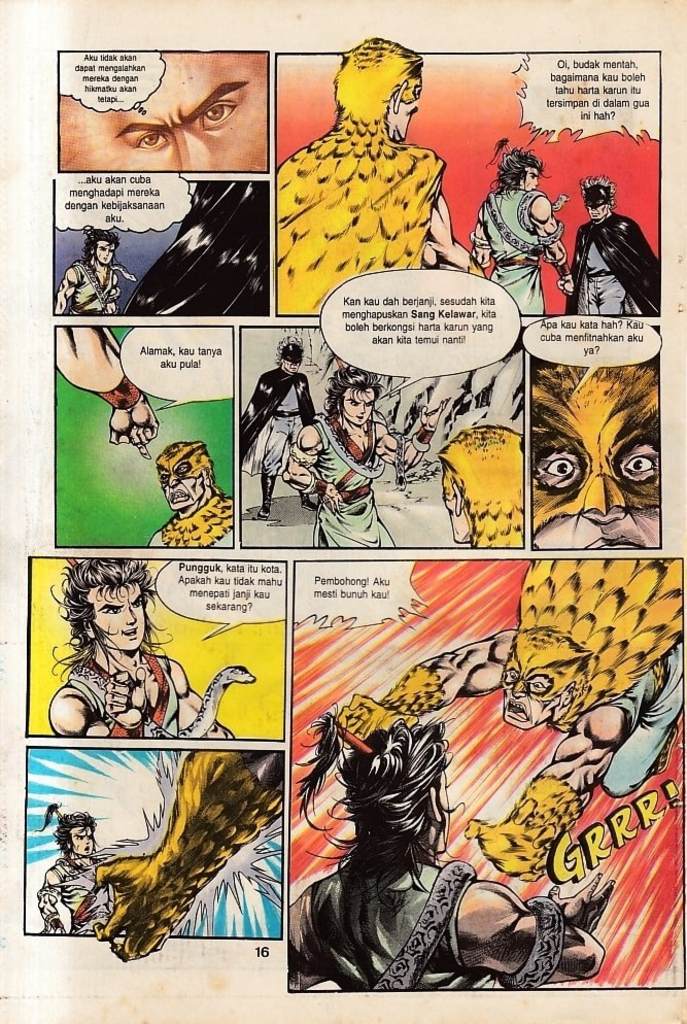 Aku tidak akan
dapat mengalahkan
mereka dengan
hikmatku akan
tetapi...
...aku akan cuba
menghadapi mereka
dengan kebijaksanaan
aku.
Oi, budak mentah,
bagaimana kau boleh
tahu harta karun itu
tersimpan di dalam gua
ini hah?
Alamak, kau tanya
aku pula!
Kan kau dah berjanji, sesudah kita
menghapuskan Sang Kelawar, kita
boleh berkongsi harta karun yang
akan kita temui nanti!
Apa kau kata hah? Kau
cuba menfitnahkan aku
ya?
Pungguk, kata itu kota.
Apakah kau tidak mahu
menepati janji kau
sekarang?
Pembohong! Aku
mesti bunuh kau!
GRRR!
16